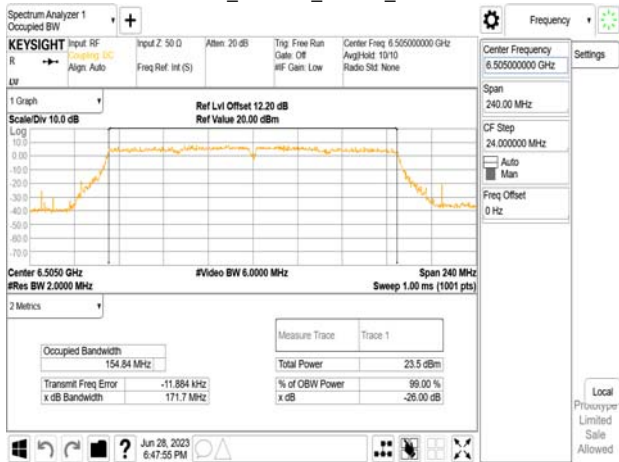 Spectrum Analyzer 1
Occupied BW
Frequency
KEYSIGHT Input: RF Input Z: 50 Ω Atten: 20 dB Trig: Free Run Center Freq: 6.505000000 GHz
R Coupling: DC Gate: Off Avg|Hold: 10/10
Align: Auto Freq Ref: Int (S) #IF Gain: Low Radio Std: None
LVI
Center Frequency
6.505000000 GHz
Settings
Span
240.00 MHz
CF Step
24.000000 MHz
Auto
Man
Freq Offset
0 Hz
1 Graph
Ref Lvl Offset 12.20 dB
Scale/Div 10.0 dB Ref Value 20.00 dBm
Log
10.0
0.00
-10.0
-20.0
-30.0
-40.0
-50.0
-60.0
-70.0
Center 6.5050 GHz #Video BW 6.0000 MHz Span 240 MHz
#Res BW 2.0000 MHz Sweep 1.00 ms (1001 pts)
2 Metrics
Measure Trace Trace 1
Occupied Bandwidth
154.84 MHz
Total Power 23.5 dBm
Transmit Freq Error -11.884 kHz
% of OBW Power 99.00 %
x dB Bandwidth 171.7 MHz
x dB -26.00 dB
Local
Prototype
Limited
Sale
Allowed
Jun 28, 2023
6:47:55 PM